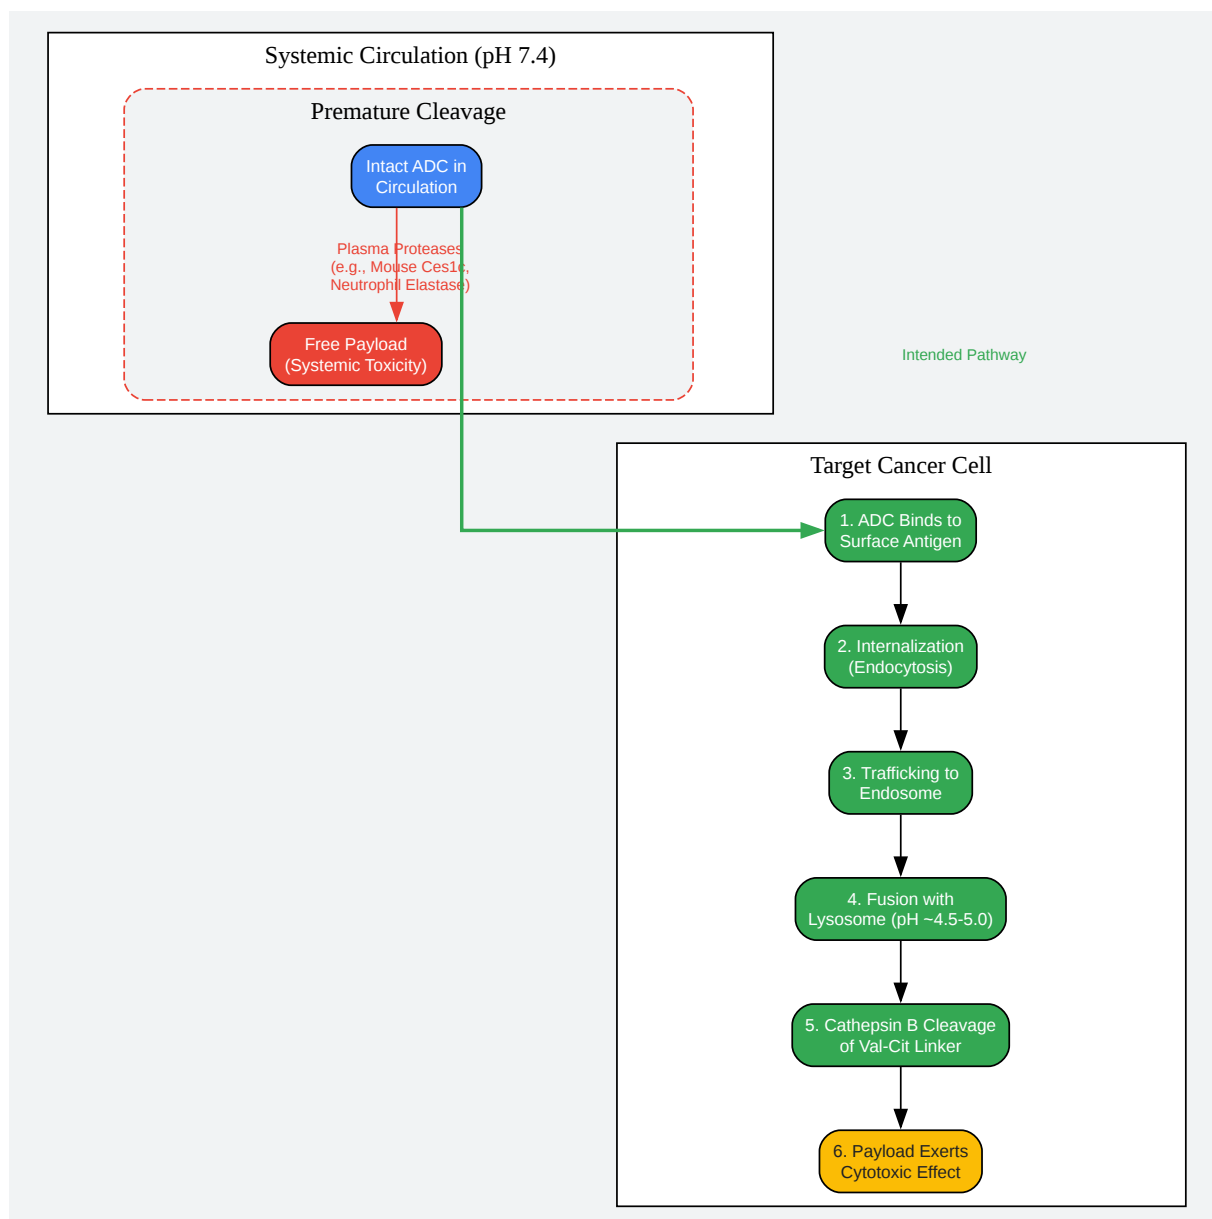 Systemic Circulation (pH 7.4)
Premature Cleavage
Intact ADC in
Circulation
Plasma Proteases
(e.g., Mouse Ces1c,
Neutrophil Elastase)
Free Payload
(Systemic Toxicity)
Intended Pathway
Target Cancer Cell
1. ADC Binds to
Surface Antigen
2. Internalization
(Endocytosis)
3. Trafficking to
Endosome
4. Fusion with
Lysosome (pH ~4.5-5.0)
5. Cathepsin B Cleavage
of Val-Cit Linker
6. Payload Exerts
Cytotoxic Effect